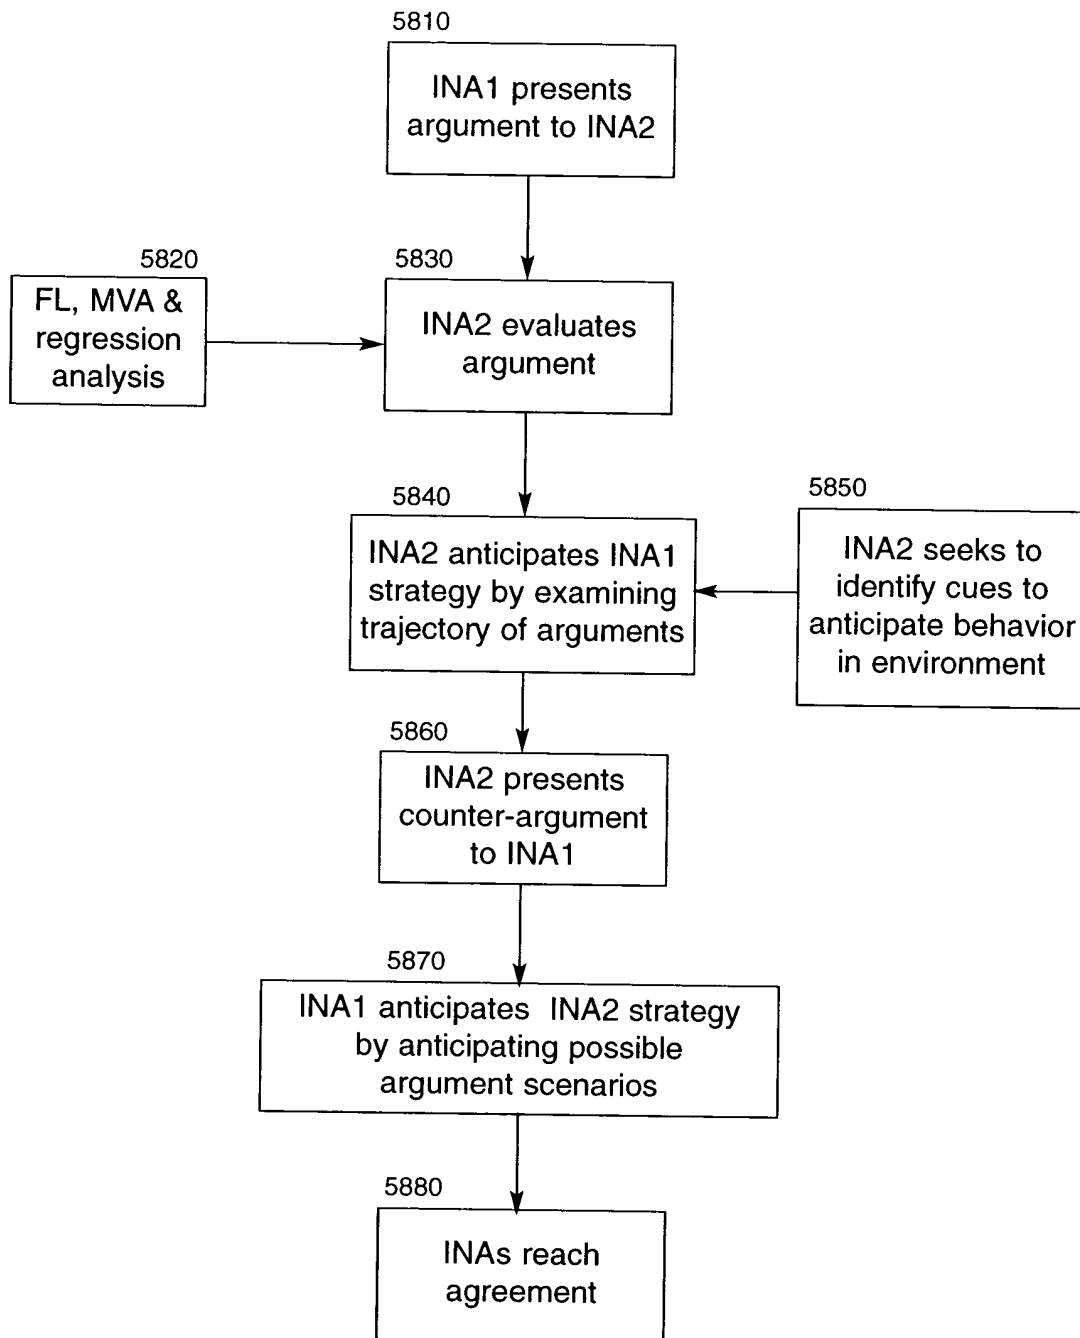 5810
INA1 presents
argument to INA2
5820
FL, MVA &
regression
analysis
5830
INA2 evaluates
argument
5840
INA2 anticipates INA1
strategy by examining
trajectory of arguments
5850
INA2 seeks to
identify cues to
anticipate behavior
in environment
5860
INA2 presents
counter-argument
to INA1
5870
INA1 anticipates INA2 strategy
by anticipating possible
argument scenarios
5880
INAs reach
agreement